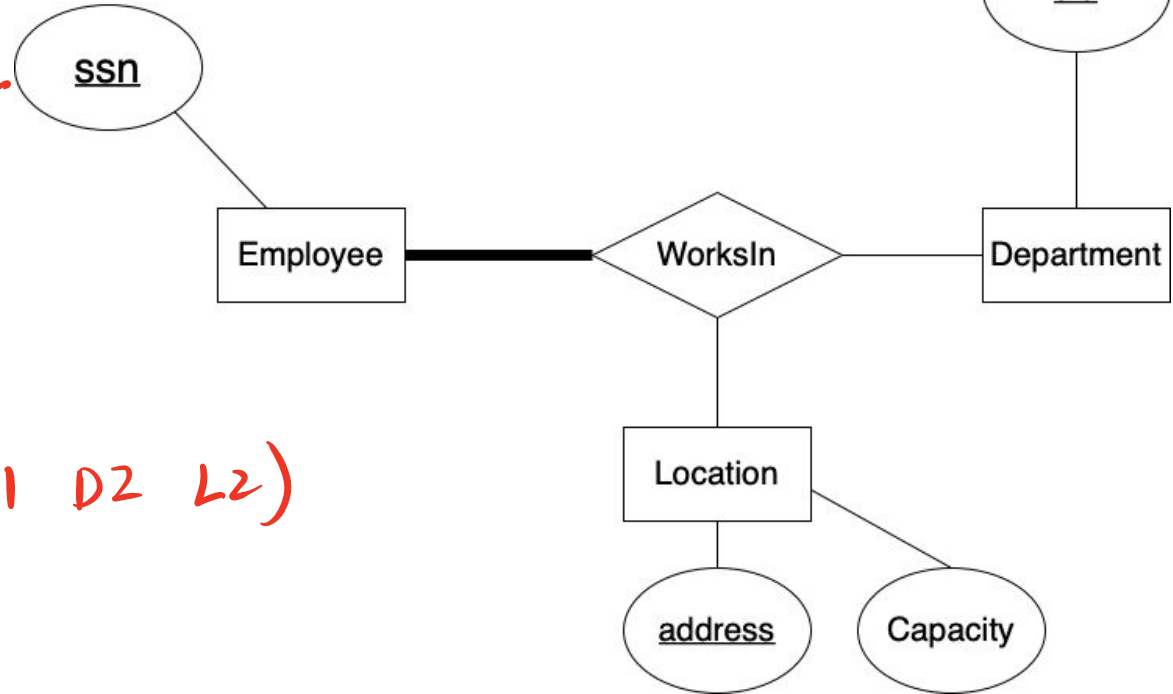 ssn
Employee
WorksIn
Department
D2 L2)
Location
address
Capacity